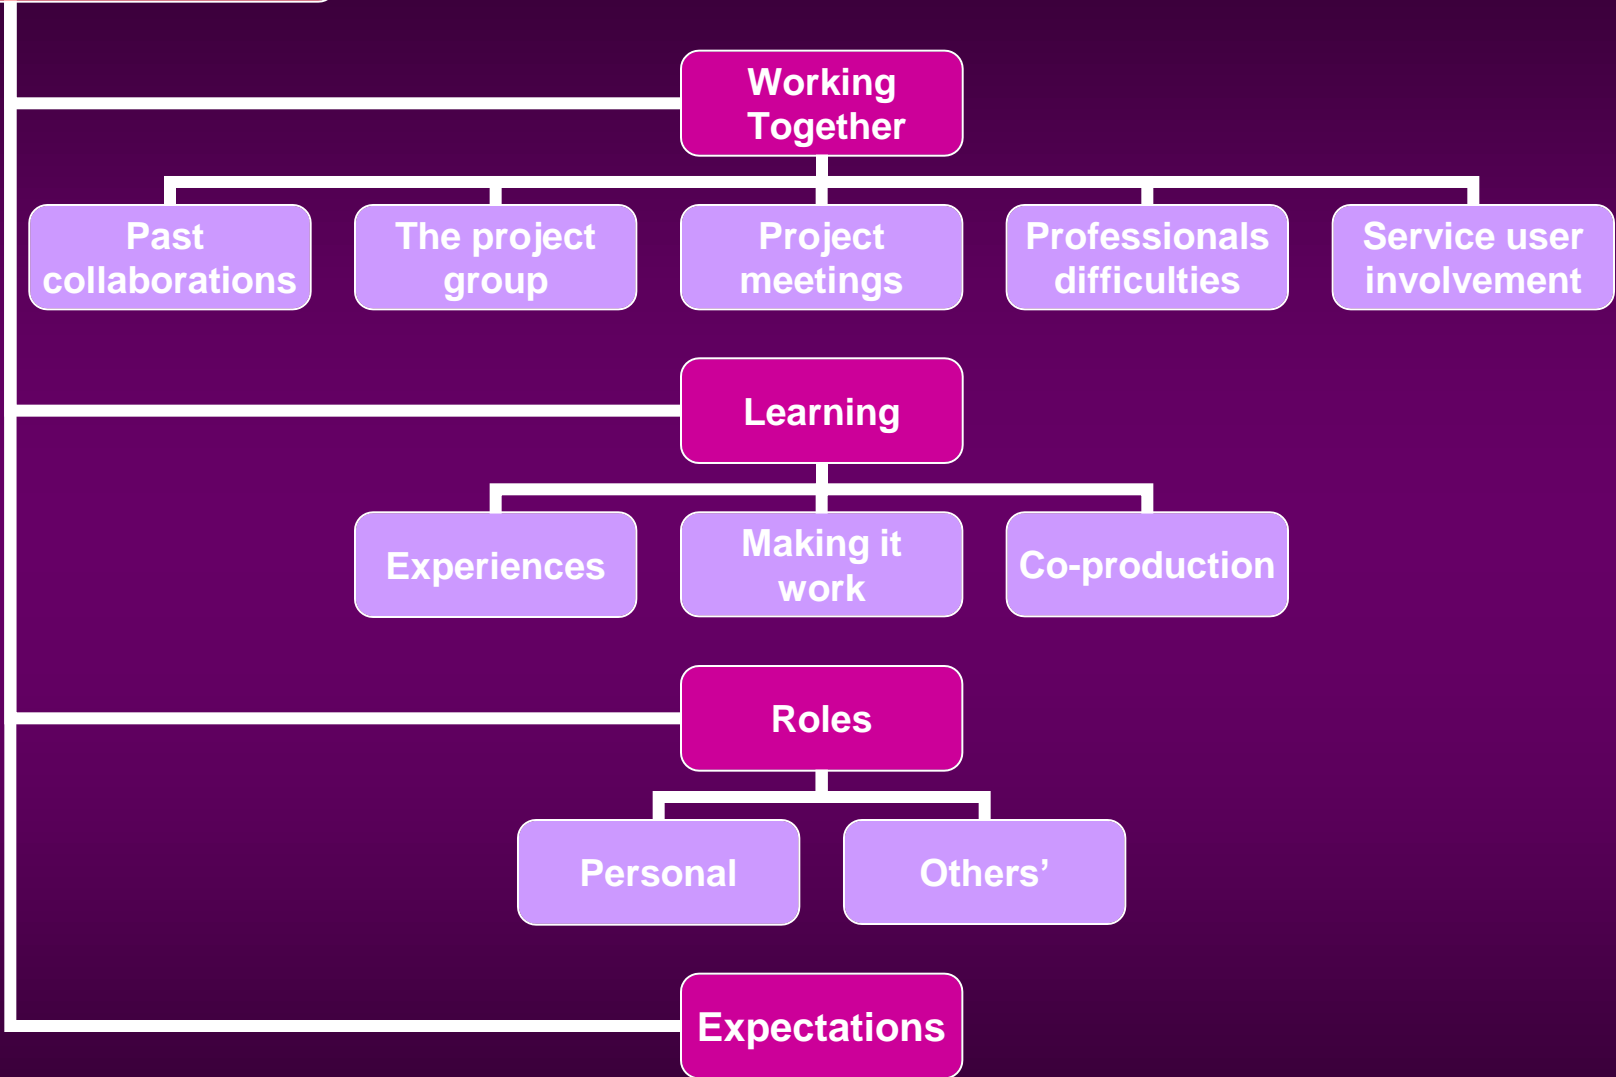 Working
Together
Past
collaborations
The project
group
Project
meetings
Professionals
difficulties
Service user
involvement
Learning
Experiences
Making it
work
Co-production
Roles
Personal
Others’
Expectations